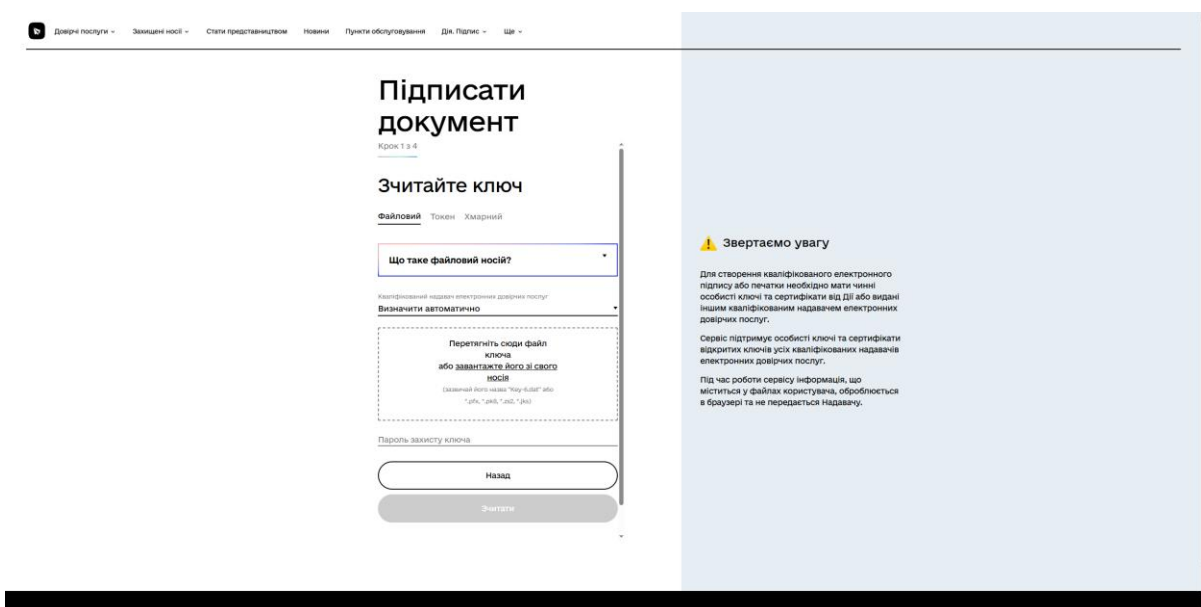 Довірчі послуги Захищені носії Стати представництвом Новини Пункти обслуговування Дія. Підпис Ще
Підписати
документ
Крок 1 з 4
Зчитайте ключ
Файловий Токен Хмарний
Що таке файловий носій?
Кваліфікований надавач електронних довірчих послуг
Визначити автоматично
Перетягніть сюди файл
ключа
або завантажте його зі свого
носія
(зазвичай його назва "Key-6.dat" або
*.pfx, *.pk8, *.zs2, *.jks)
Пароль захисту ключа
Назад
Зчитати
Звертаємо увагу
Для створення кваліфікованого електронного
підпису або печатки необхідно мати чинні
особисті ключі та сертифікати від Дії або видані
іншим кваліфікованим надавачем електронних
довірчих послуг.
Сервіс підтримує особисті ключі та сертифікати
відкритих ключів усіх кваліфікованих надавачів
електронних довірчих послуг.
Під час роботи сервісу інформація, що
міститься у файлах користувача, оброблюється
в браузері та не передається Надавачу.